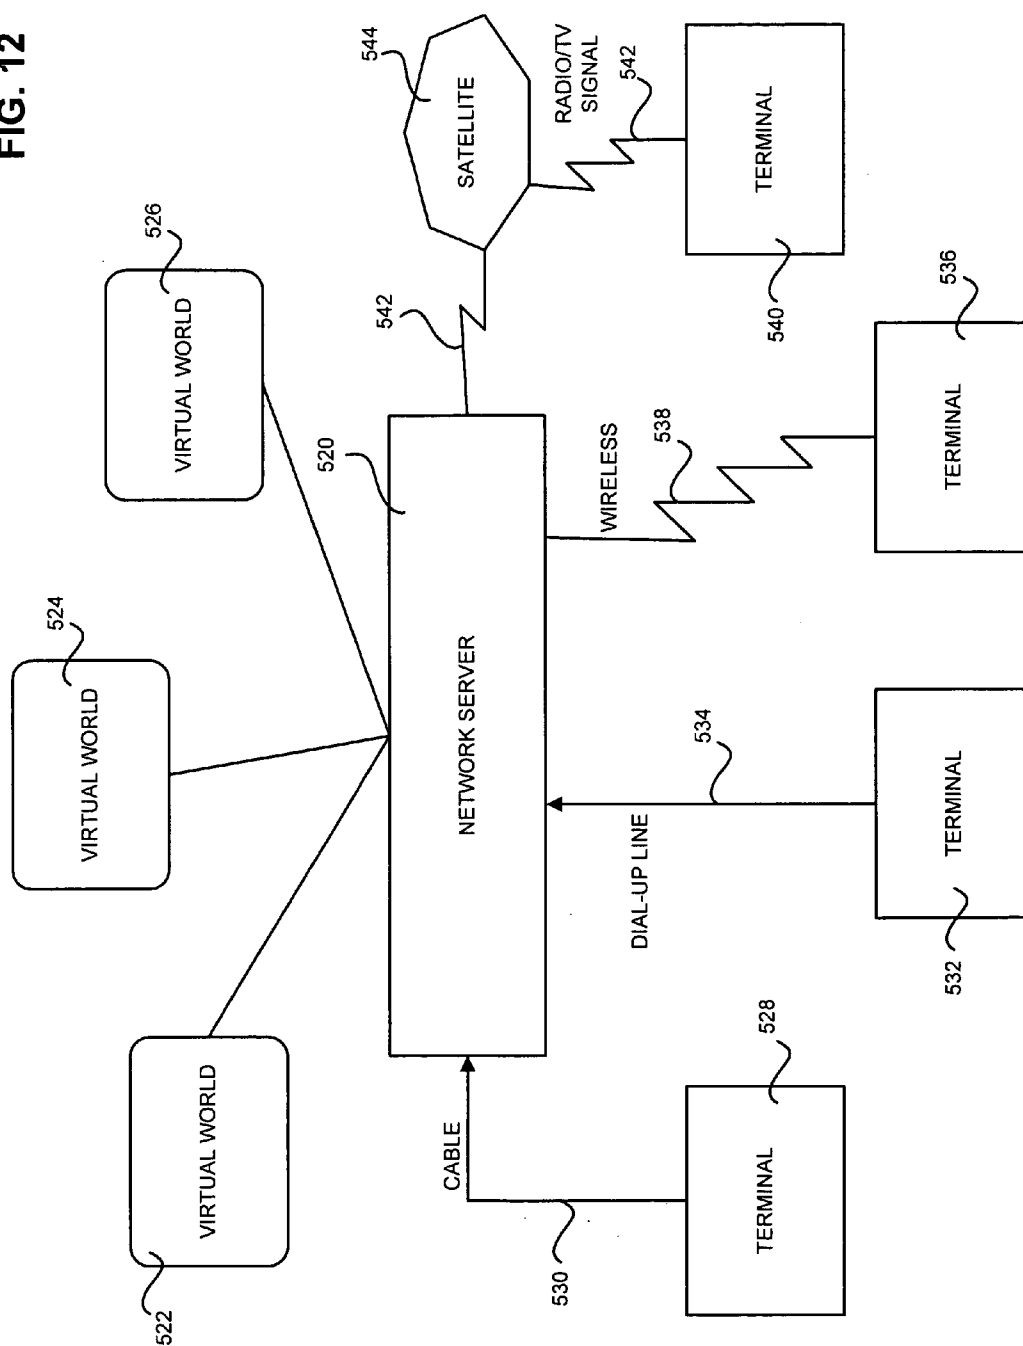 FIG. 12
522
VIRTUAL WORLD
524
VIRTUAL WORLD
526
VIRTUAL WORLD
520
NETWORK SERVER
542
544
SATELLITE
RADIO/TV
SIGNAL
542
CABLE
530
DIAL-UP LINE
534
WIRELESS
538
TERMINAL
528
TERMINAL
532
TERMINAL
536
TERMINAL
540